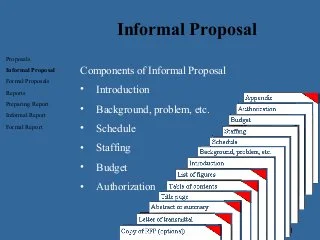 Informal Proposal
Proposals
Informal Proposal
Formal Proposals
Reports
Preparing Report
Informal Report
Formal Report
Components of Informal Proposal
• Introduction
• Background, problem, etc.
• Schedule
• Staffing
• Budget
• Authorization
Appendix
Authorization
Budget
Staffing
Schedule
Background, problem, etc.
Introduction
List of figures
Table of contents
Title page
Abstract or summary
Letter of transmittal
Copy of RFP (optional)